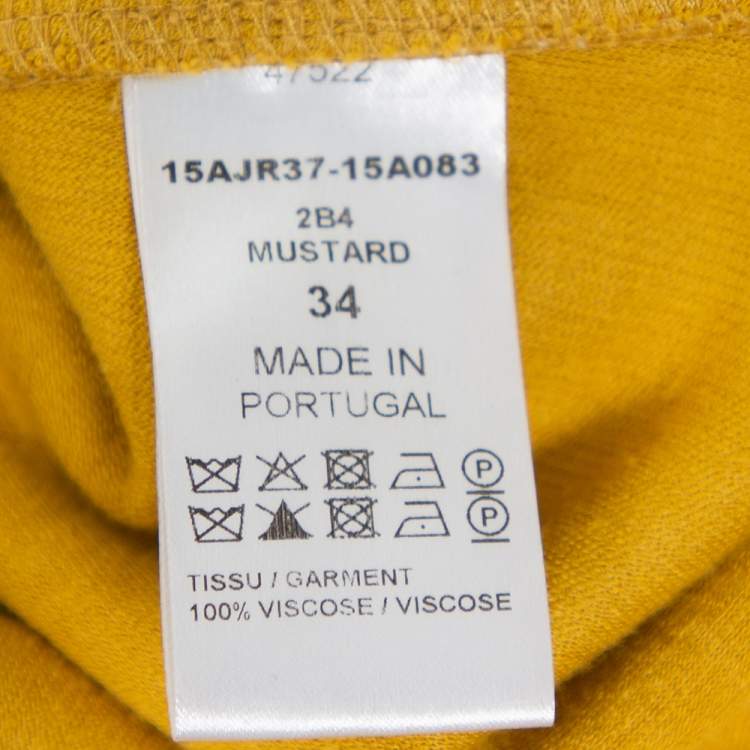 47522
15AJR37-15A083
2B4
MUSTARD
34
MADE IN
PORTUGAL
P
P
TISSU / GARMENT
100% VISCOSE / VISCOSE